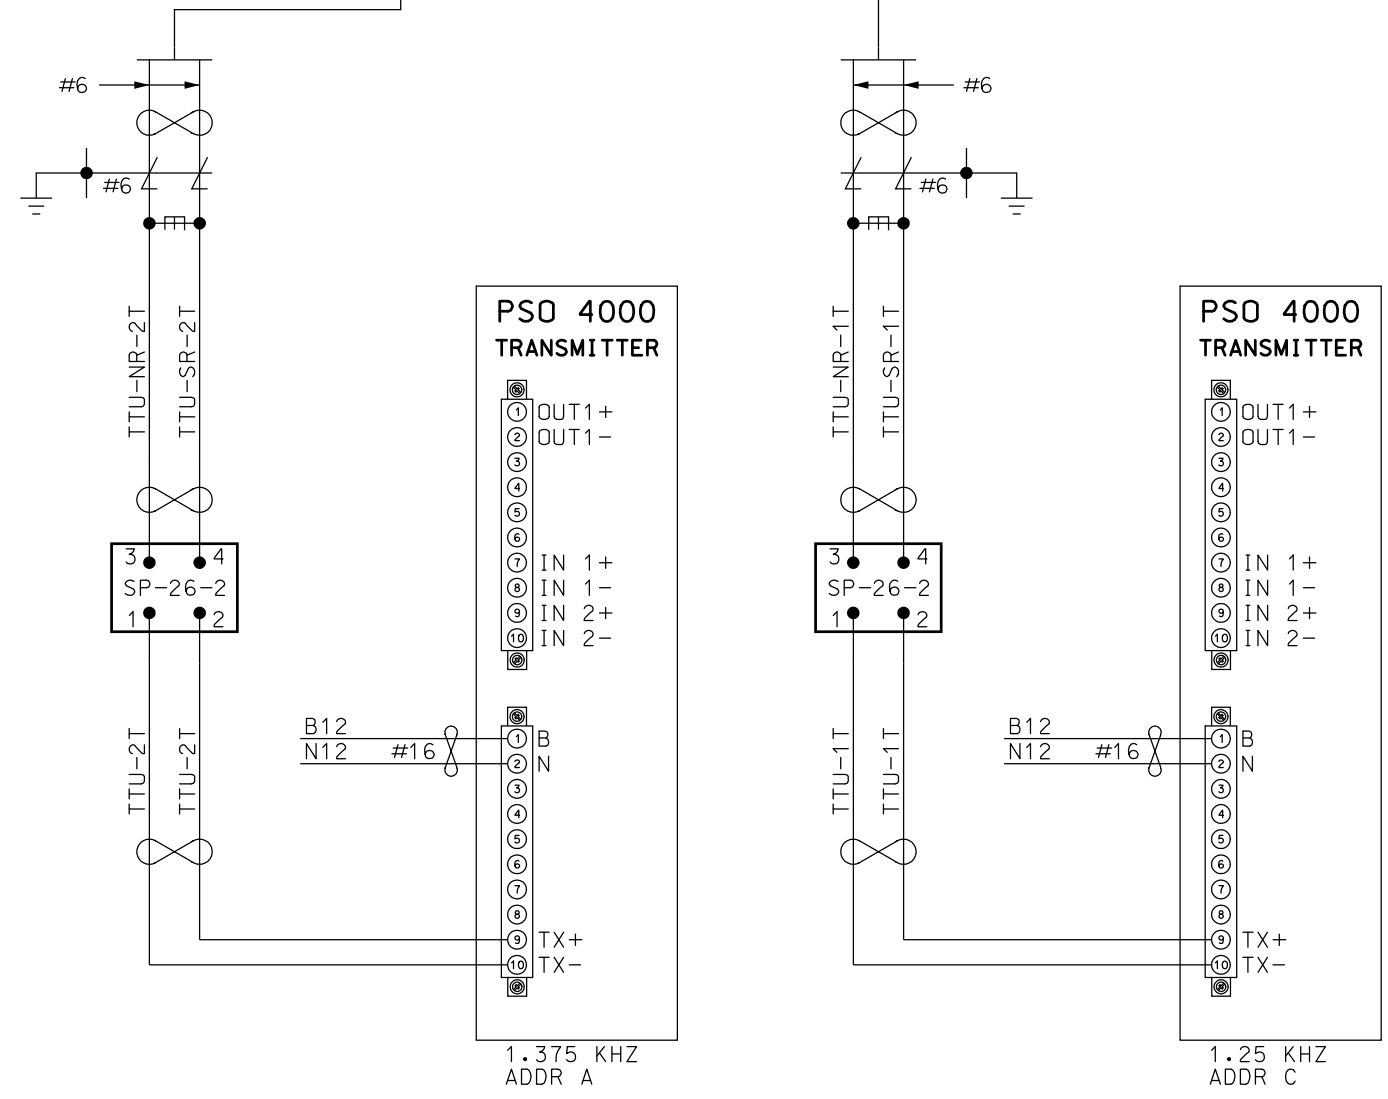 #6
#6
#6
#6
TTU-NR-2T
TTU-SR-2T
3 4
SP-26-2
1 2
TTU-2T
TTU-2T
PSO 4000
TRANSMITTER
1 OUT1+
2 OUT1-
3
4
5
6
7 IN 1+
8 IN 1-
9 IN 2+
10 IN 2-
B12
N12 #16
1 B
2 N
3
4
5
6
7
8
9 TX+
10 TX-
1.375 KHZ
ADDR A
TTU-NR-1T
TTU-SR-1T
3 4
SP-26-2
1 2
TTU-1T
TTU-1T
PSO 4000
TRANSMITTER
1 OUT1+
2 OUT1-
3
4
5
6
7 IN 1+
8 IN 1-
9 IN 2+
10 IN 2-
B12
N12 #16
1 B
2 N
3
4
5
6
7
8
9 TX+
10 TX-
1.25 KHZ
ADDR C